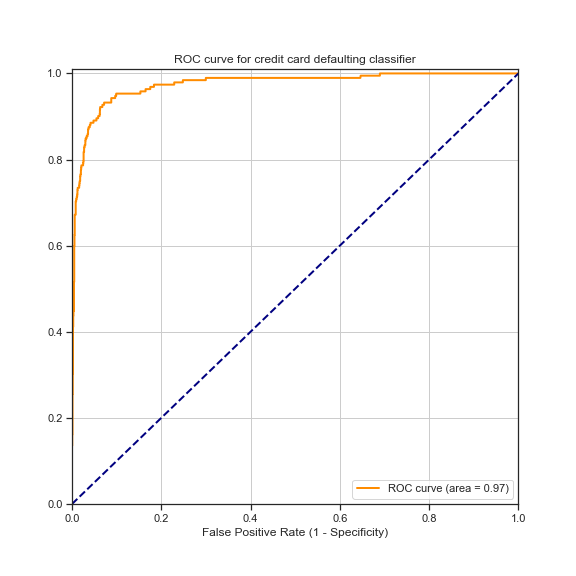 ROC curve for credit card defaulting classifier
1.0
0.8
0.6
0.4
0.2
0.0
ROC curve (area = 0.97)
0.0 0.2 0.4 0.6 0.8 1.0
False Positive Rate (1 - Specificity)